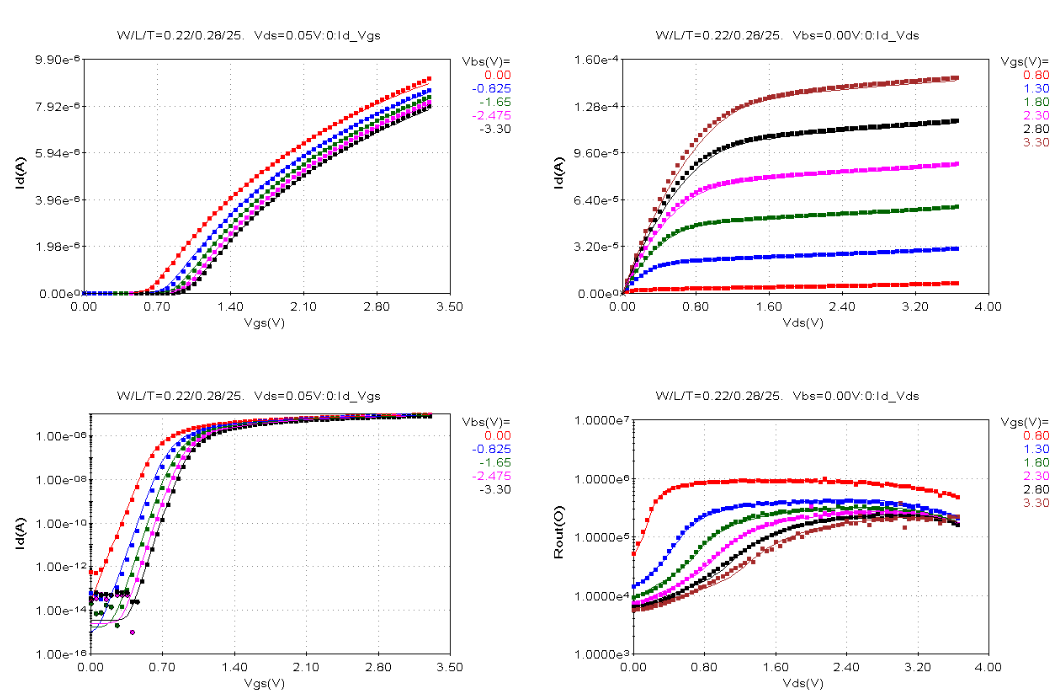 W/L/T=0.22/0.28/25. Vds=0.05V:0:Id_Vgs
Vbs(V)=
0.00
-0.825
-1.65
-2.475
-3.30
9.90e-6
7.92e-6
5.94e-6
3.96e-6
1.98e-6
0.00e0
Id(A)
0.00 0.70 1.40 2.10 2.80 3.50
Vgs(V)
W/L/T=0.22/0.28/25. Vbs=0.00V:0:Id_Vds
Vgs(V)=
0.80
1.30
1.80
2.30
2.80
3.30
1.60e-4
1.28e-4
9.60e-5
6.40e-5
3.20e-5
0.00e0
Id(A)
0.00 0.80 1.60 2.40 3.20 4.00
Vds(V)
W/L/T=0.22/0.28/25. Vds=0.05V:0:Id_Vgs
Vbs(V)=
0.00
-0.825
-1.65
-2.475
-3.30
1.00e-06
1.00e-08
1.00e-10
1.00e-12
1.00e-14
1.00e-16
Id(A)
0.00 0.70 1.40 2.10 2.80 3.50
Vgs(V)
W/L/T=0.22/0.28/25. Vbs=0.00V:0:Id_Vds
Vgs(V)=
0.80
1.30
1.80
2.30
2.80
3.30
1.0000e7
1.0000e6
1.0000e5
1.0000e4
1.0000e3
Rout(O)
0.00 0.80 1.60 2.40 3.20 4.00
Vds(V)